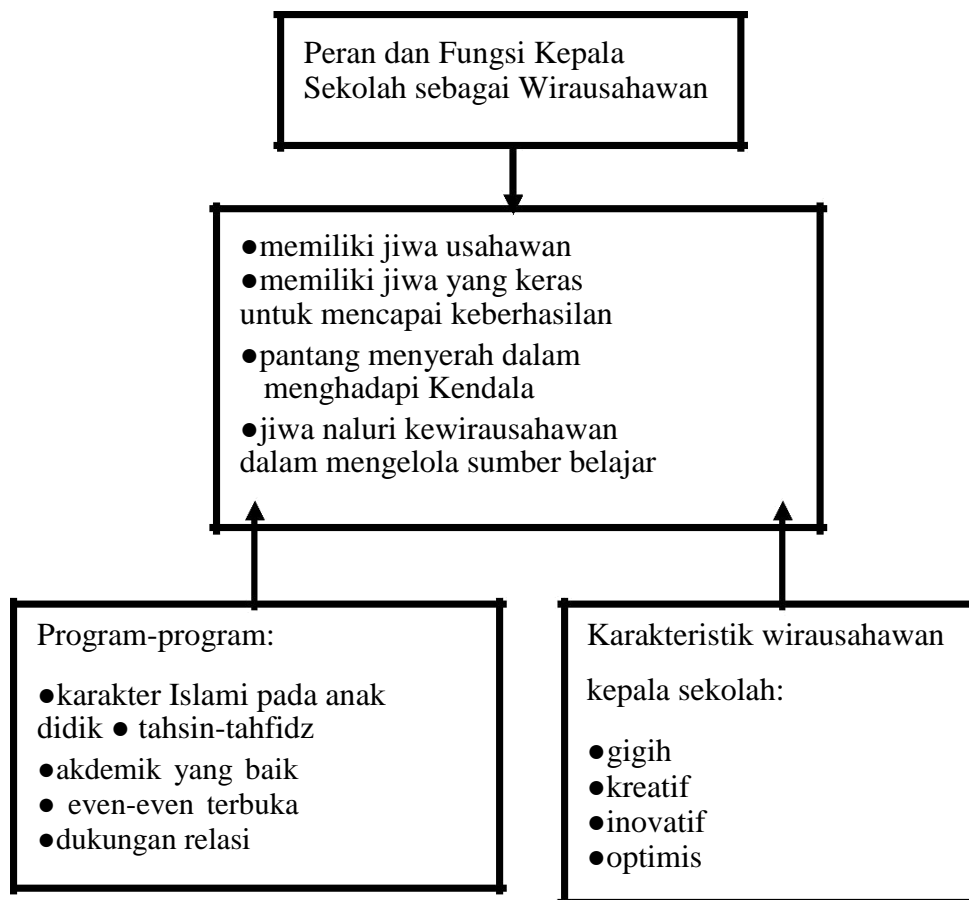 Peran dan Fungsi Kepala
Sekolah sebagai Wirausahawan
●memiliki jiwa usahawan
●memiliki jiwa yang keras
untuk mencapai keberhasilan
●pantang menyerah dalam
menghadapi Kendala
●jiwa naluri kewirausahawan
dalam mengelola sumber belajar
Program-program:
●karakter Islami pada anak
didik ● tahsin-tahfidz
●akdemik yang baik
● even-even terbuka
●dukungan relasi
Karakteristik wirausahawan
kepala sekolah:
●gigih
●kreatif
●inovatif
●optimis